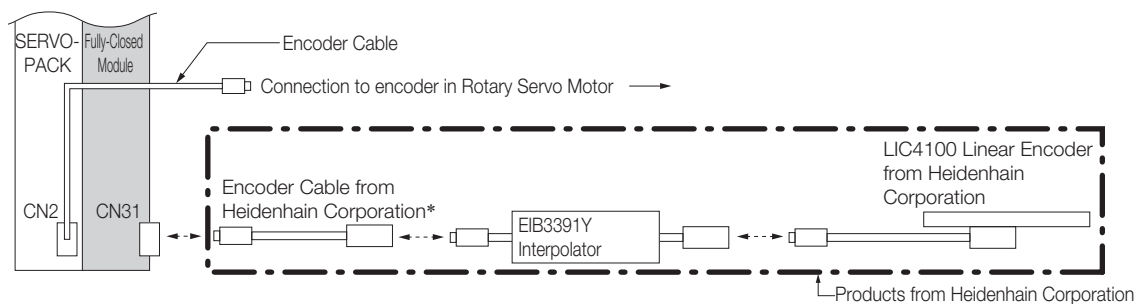 SERVO-
PACK
Fully-Closed
Module
Encoder Cable
Connection to encoder in Rotary Servo Motor
CN2
CN31
Encoder Cable from
Heidenhain Corporation*
EIB3391Y
Interpolator
LIC4100 Linear Encoder
from Heidenhain
Corporation
Products from Heidenhain Corporation